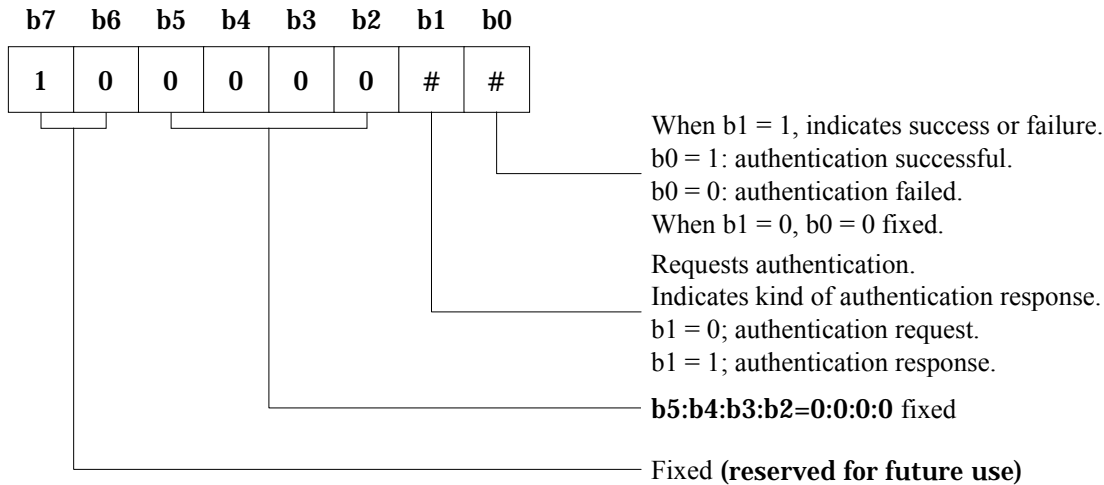 b7 b6 b5 b4 b3 b2 b1 b0
1 0 0 0 0 0 # #
When b1 = 1, indicates success or failure.
b0 = 1: authentication successful.
b0 = 0: authentication failed.
When b1 = 0, b0 = 0 fixed.
Requests authentication.
Indicates kind of authentication response.
b1 = 0; authentication request.
b1 = 1; authentication response.
b5:b4:b3:b2=0:0:0:0 fixed
Fixed (reserved for future use)